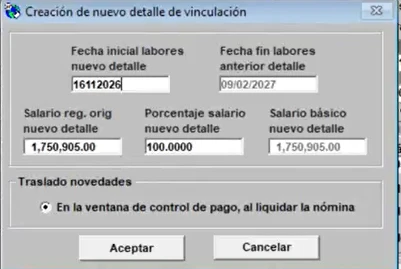 Creación de nuevo detalle de vinculación
Fecha inicial labores nuevo detalle
16112026
Fecha fin labores anterior detalle
09/02/2027
Salario reg. orig nuevo detalle
1,750,905.00
Porcentaje salario nuevo detalle
100.0000
Salario básico nuevo detalle
1,750,905.00
Traslado novedades
En la ventana de control de pago, al liquidar la nómina
Aceptar
Cancelar